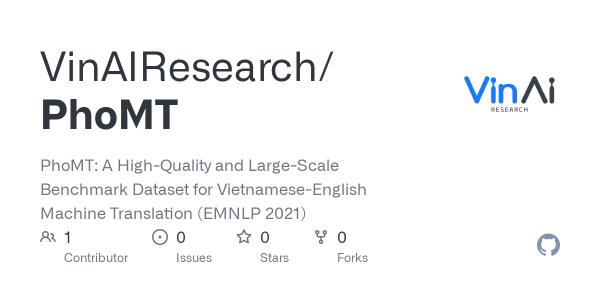 VinAIResearch/
PhoMT
VinAi
RESEARCH
PhoMT: A High-Quality and Large-Scale
Benchmark Dataset for Vietnamese-English
Machine Translation (EMNLP 2021)
1
Contributor
0
Issues
0
Stars
0
Forks